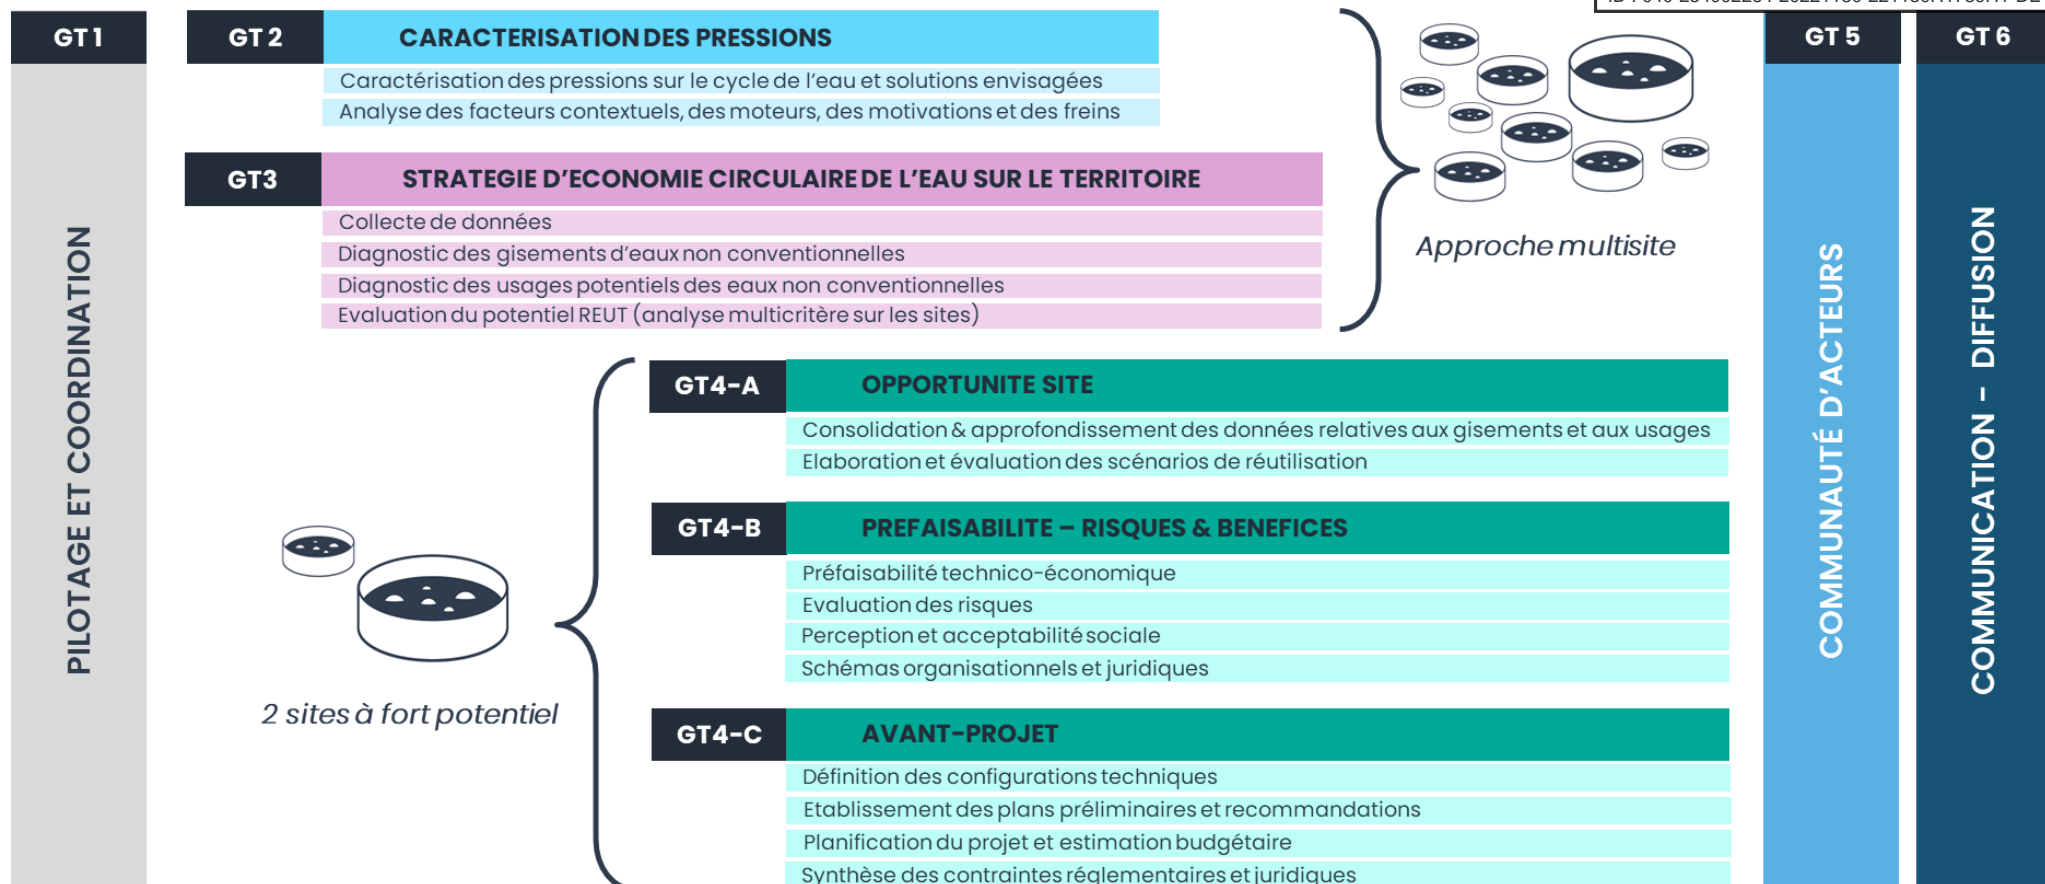 GT 1
PILOTAGE ET COORDINATION
GT 2
CARACTERISATION DES PRESSIONS
Caractérisation des pressions sur le cycle de l'eau et solutions envisagées
Analyse des facteurs contextuels, des moteurs, des motivations et des freins
GT3
STRATEGIE D'ECONOMIE CIRCULAIRE DE L'EAU SUR LE TERRITOIRE
Collecte de données
Diagnostic des gisements d'eaux non conventionnelles
Diagnostic des usages potentiels des eaux non conventionnelles
Evaluation du potentiel REUT (analyse multicritère sur les sites)
Approche multisite
2 sites à fort potentiel
GT4-A
OPPORTUNITE SITE
Consolidation & approfondissement des données relatives aux gisements et aux usages
Elaboration et évaluation des scénarios de réutilisation
GT4-B
PREFAISABILITE – RISQUES & BENEFICES
Préfaisabilité technico-économique
Evaluation des risques
Perception et acceptabilité sociale
Schémas organisationnels et juridiques
GT4-C
AVANT-PROJET
Définition des configurations techniques
Etablissement des plans préliminaires et recommandations
Planification du projet et estimation budgétaire
Synthèse des contraintes réglementaires et juridiques
GT 5
COMMUNAUTÉ D'ACTEURS
GT 6
COMMUNICATION – DIFFUSION